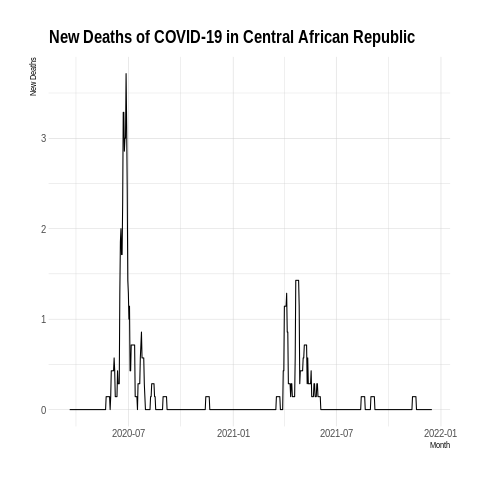 New Deaths of COVID-19 in Central African Republic
New Deaths
3
2
1
0
2020-07 2021-01 2021-07 2022-01
Month